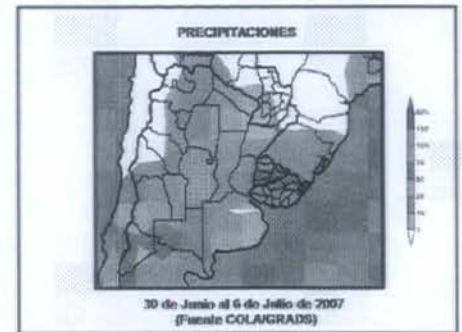 PRECIPITACIONES
30 de Junio al 6 de Julio de 2007
(Fuente COLA/GRADS)